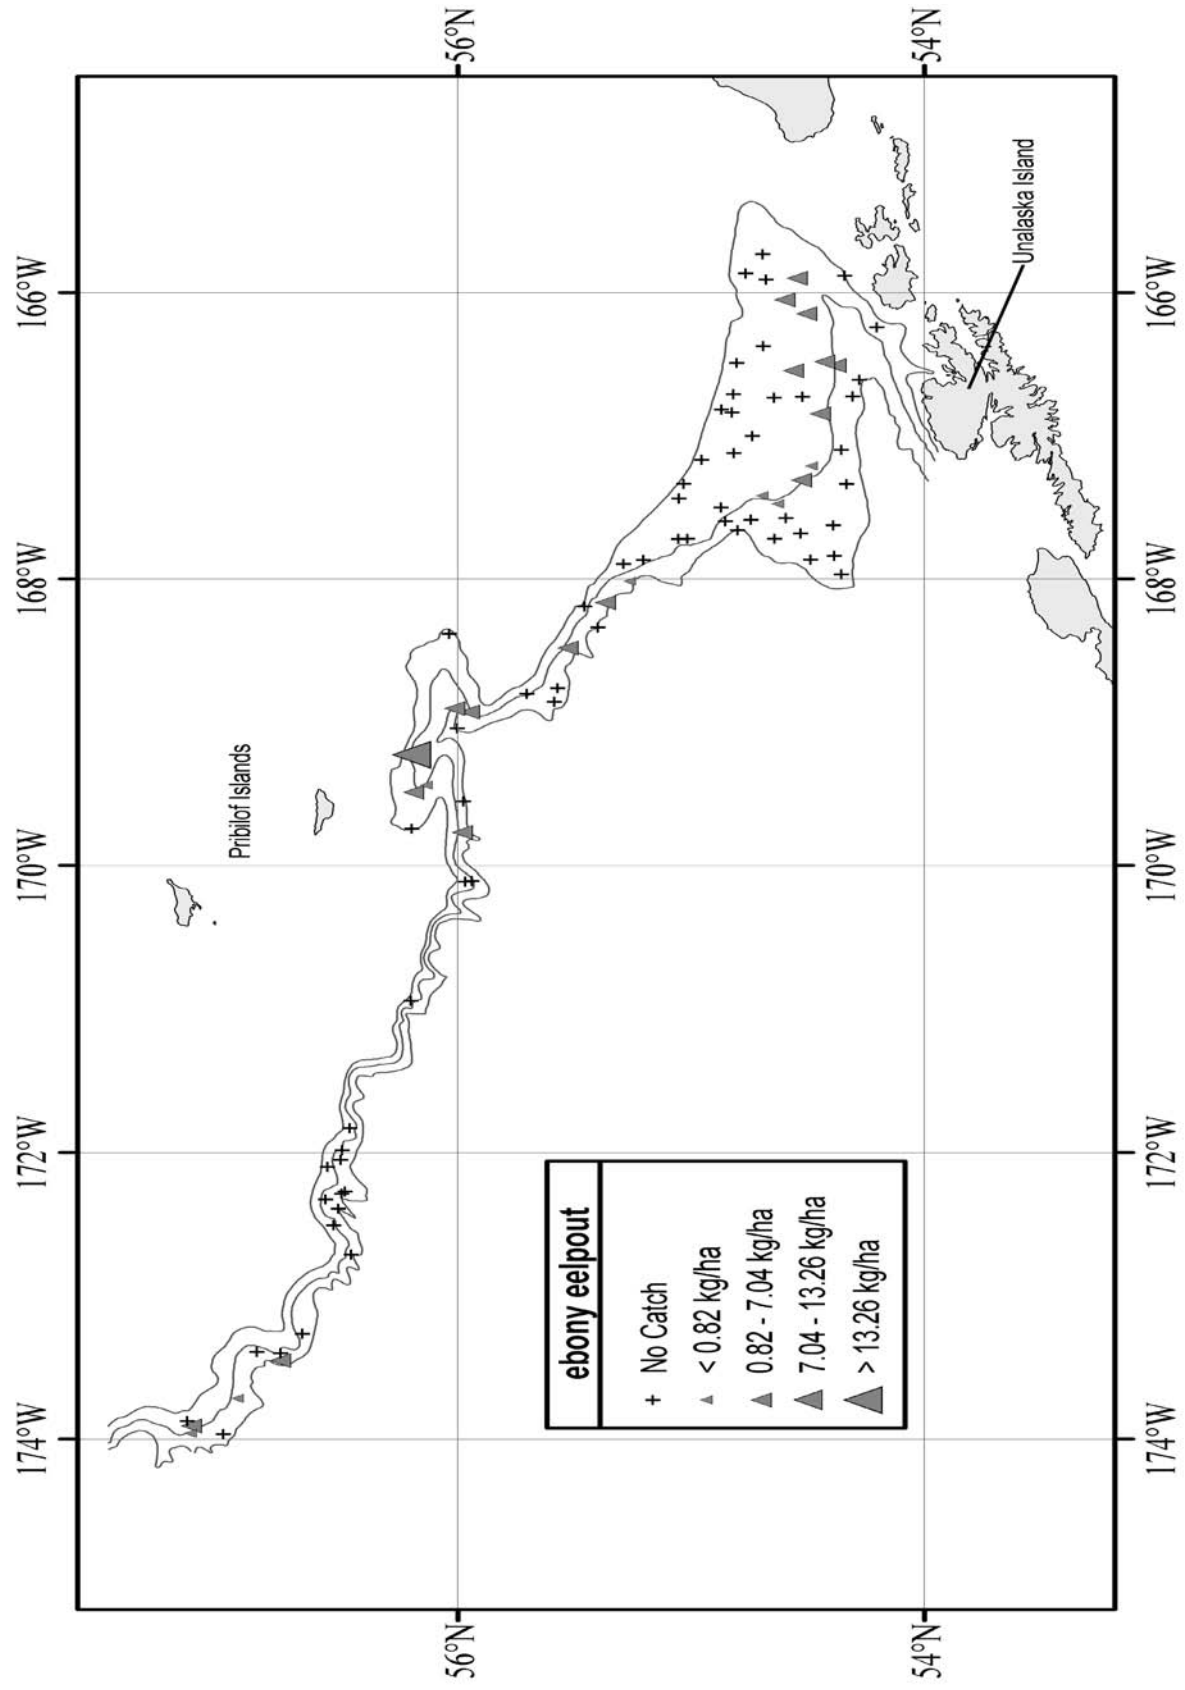 174°W
172°W
170°W
168°W
166°W
56°N
56°N
Pribilof Islands
54°N
54°N
Unalaska Island
ebony eelpout
No Catch
< 0.82 kg/ha
0.82 - 7.04 kg/ha
7.04 - 13.26 kg/ha
> 13.26 kg/ha
174°W
172°W
170°W
168°W
166°W